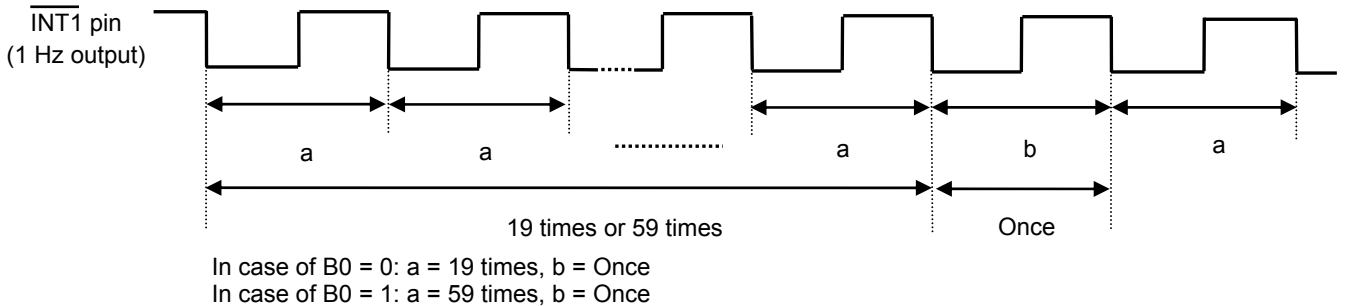 INT1 pin
(1 Hz output)
a a a b a
19 times or 59 times Once
In case of B0 = 0: a = 19 times, b = Once
In case of B0 = 1: a = 59 times, b = Once